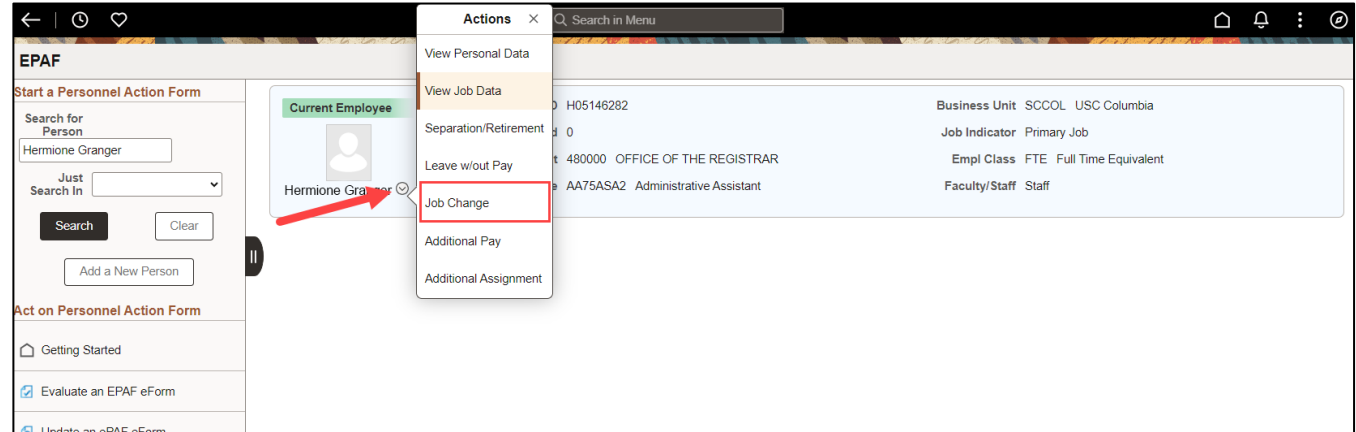 Actions
Search in Menu
EPAF
Start a Personnel Action Form
Search for
Person
Hermione Granger
Just
Search In
Search
Clear
Add a New Person
Act on Personnel Action Form
Getting Started
Evaluate an EPAF eForm
Update an ePAF eForm
View Personal Data
View Job Data
Separation/Retirement
Leave w/out Pay
Job Change
Additional Pay
Additional Assignment
Current Employee
Hermione Granger
H05146282
0
480000 OFFICE OF THE REGISTRAR
AA75ASA2 Administrative Assistant
Business Unit SCCOL USC Columbia
Job Indicator Primary Job
Empl Class FTE Full Time Equivalent
Faculty/Staff Staff